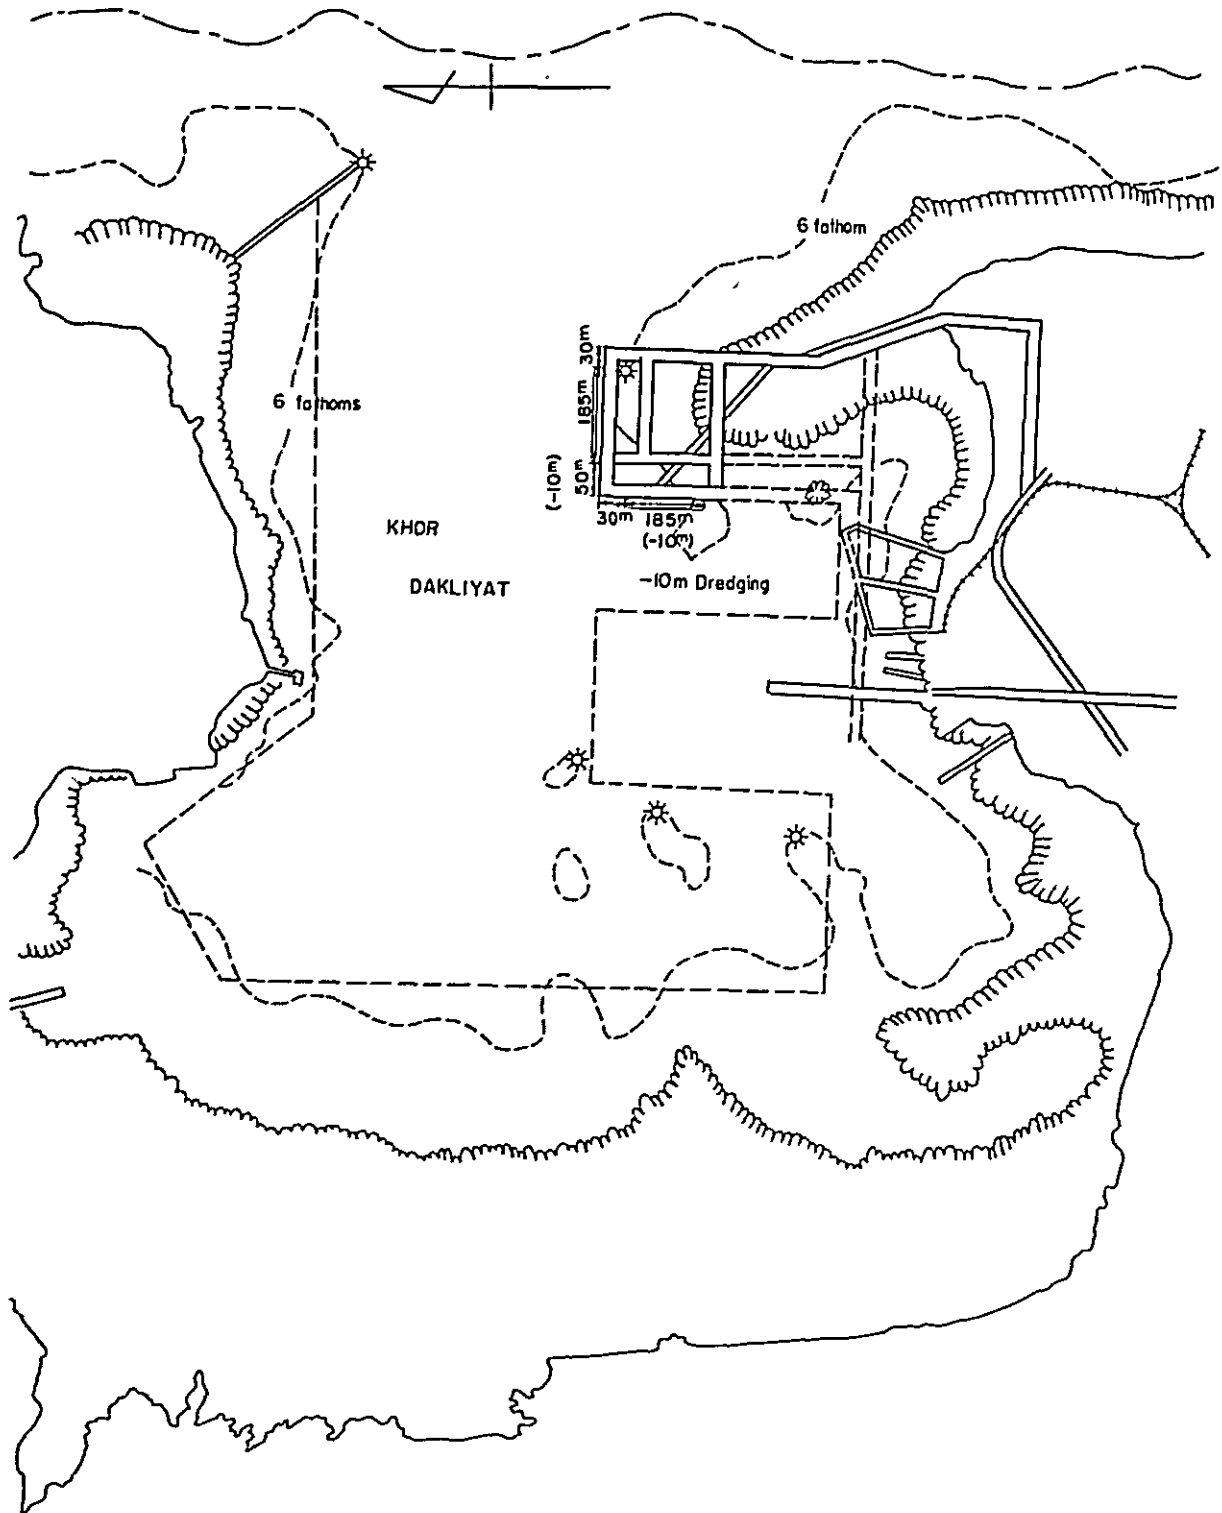 6 fathom
30m
185m
50m
(-10m)
6 fathoms
30m 185m
(-10m)
KHOR
DAKLIYAT
-10m Dredging